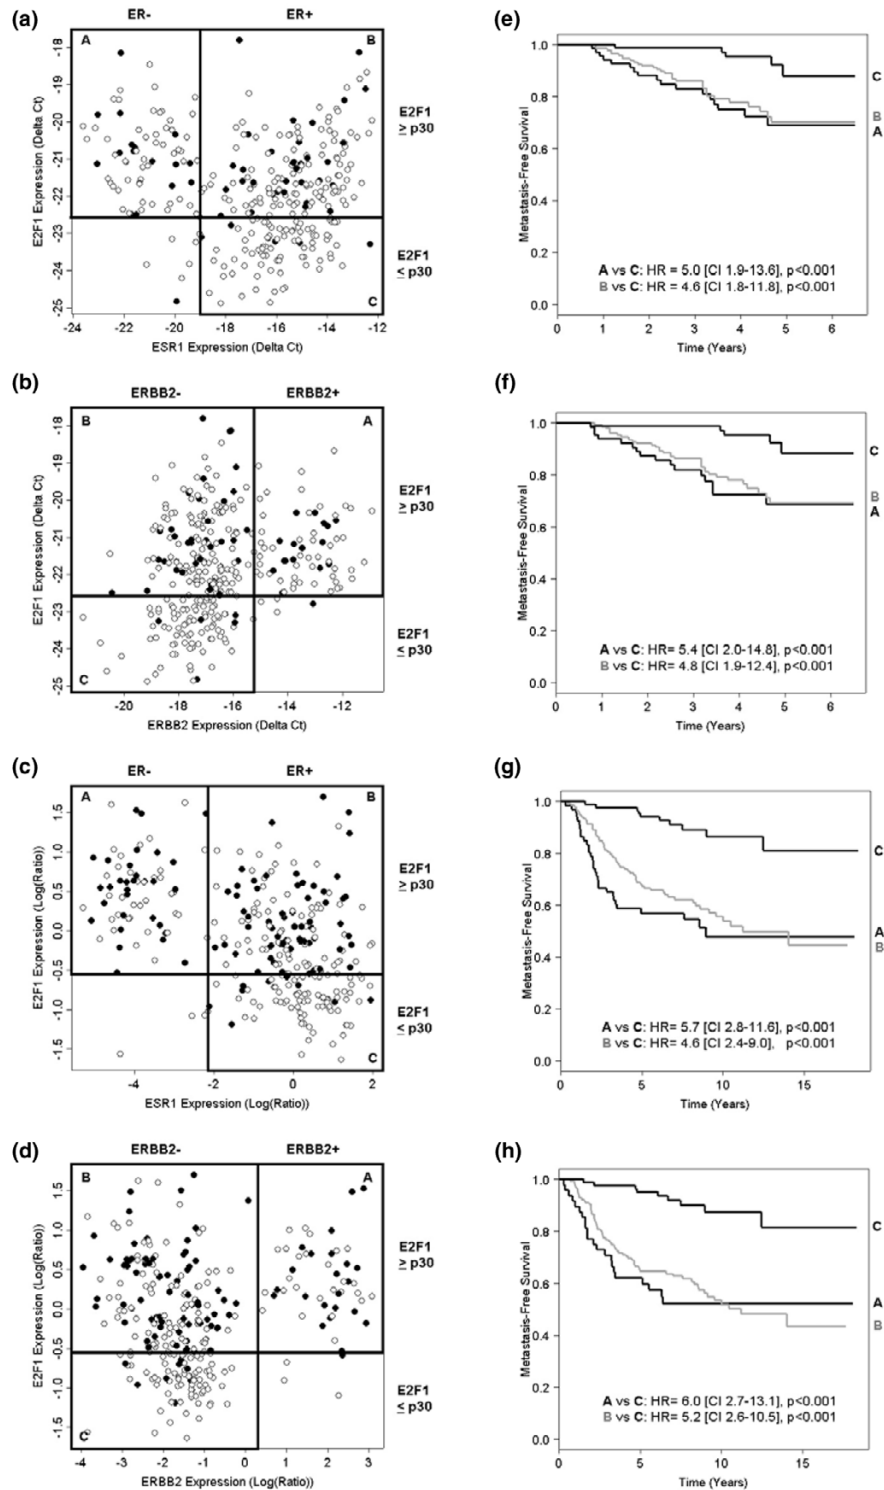 (a)
ER-
ER+
A
B
C
E2F1
≥ p30
E2F1
≤ p30
E2F1 Expression (Delta Ct)
-18
-19
-20
-21
-22
-23
-24
-25
-24 -22 -20 -18 -16 -14 -12
ESR1 Expression (Delta Ct)
(e)
Metastasis-Free Survival
1.0
0.8
0.6
0.4
0.2
0.0
C
B
A
A vs C: HR = 5.0 [CI 1.9-13.6], p<0.001
B vs C: HR = 4.6 [CI 1.8-11.8], p<0.001
0 1 2 3 4 5 6
Time (Years)
(b)
ERBB2-
ERBB2+
B
A
C
E2F1
≥ p30
E2F1
≤ p30
E2F1 Expression (Delta Ct)
-18
-19
-20
-21
-22
-23
-24
-25
-20 -18 -16 -14 -12
ERBB2 Expression (Delta Ct)
(f)
Metastasis-Free Survival
1.0
0.8
0.6
0.4
0.2
0.0
C
B
A
A vs C: HR= 5.4 [CI 2.0-14.8], p<0.001
B vs C: HR= 4.8 [CI 1.9-12.4], p<0.001
0 1 2 3 4 5 6
Time (Years)
(c)
ER-
ER+
A
B
C
E2F1
≥ p30
E2F1
≤ p30
E2F1 Expression (Log(Ratio))
1.5
1.0
0.5
0.0
-0.5
-1.0
-1.5
-4 -2 0 2
ESR1 Expression (Log(Ratio))
(g)
Metastasis-Free Survival
1.0
0.8
0.6
0.4
0.2
0.0
C
A
B
A vs C: HR= 5.7 [CI 2.8-11.6], p<0.001
B vs C: HR= 4.6 [CI 2.4-9.0], p<0.001
0 5 10 15
Time (Years)
(d)
ERBB2-
ERBB2+
B
A
C
E2F1
≥ p30
E2F1
≤ p30
E2F1 Expression (Log(Ratio))
1.5
1.0
0.5
0.0
-0.5
-1.0
-1.5
-4 -3 -2 -1 0 1 2 3
ERBB2 Expression (Log(Ratio))
(h)
Metastasis-Free Survival
1.0
0.8
0.6
0.4
0.2
0.0
C
A
B
A vs C: HR= 6.0 [CI 2.7-13.1], p<0.001
B vs C: HR= 5.2 [CI 2.6-10.5], p<0.001
0 5 10 15
Time (Years)